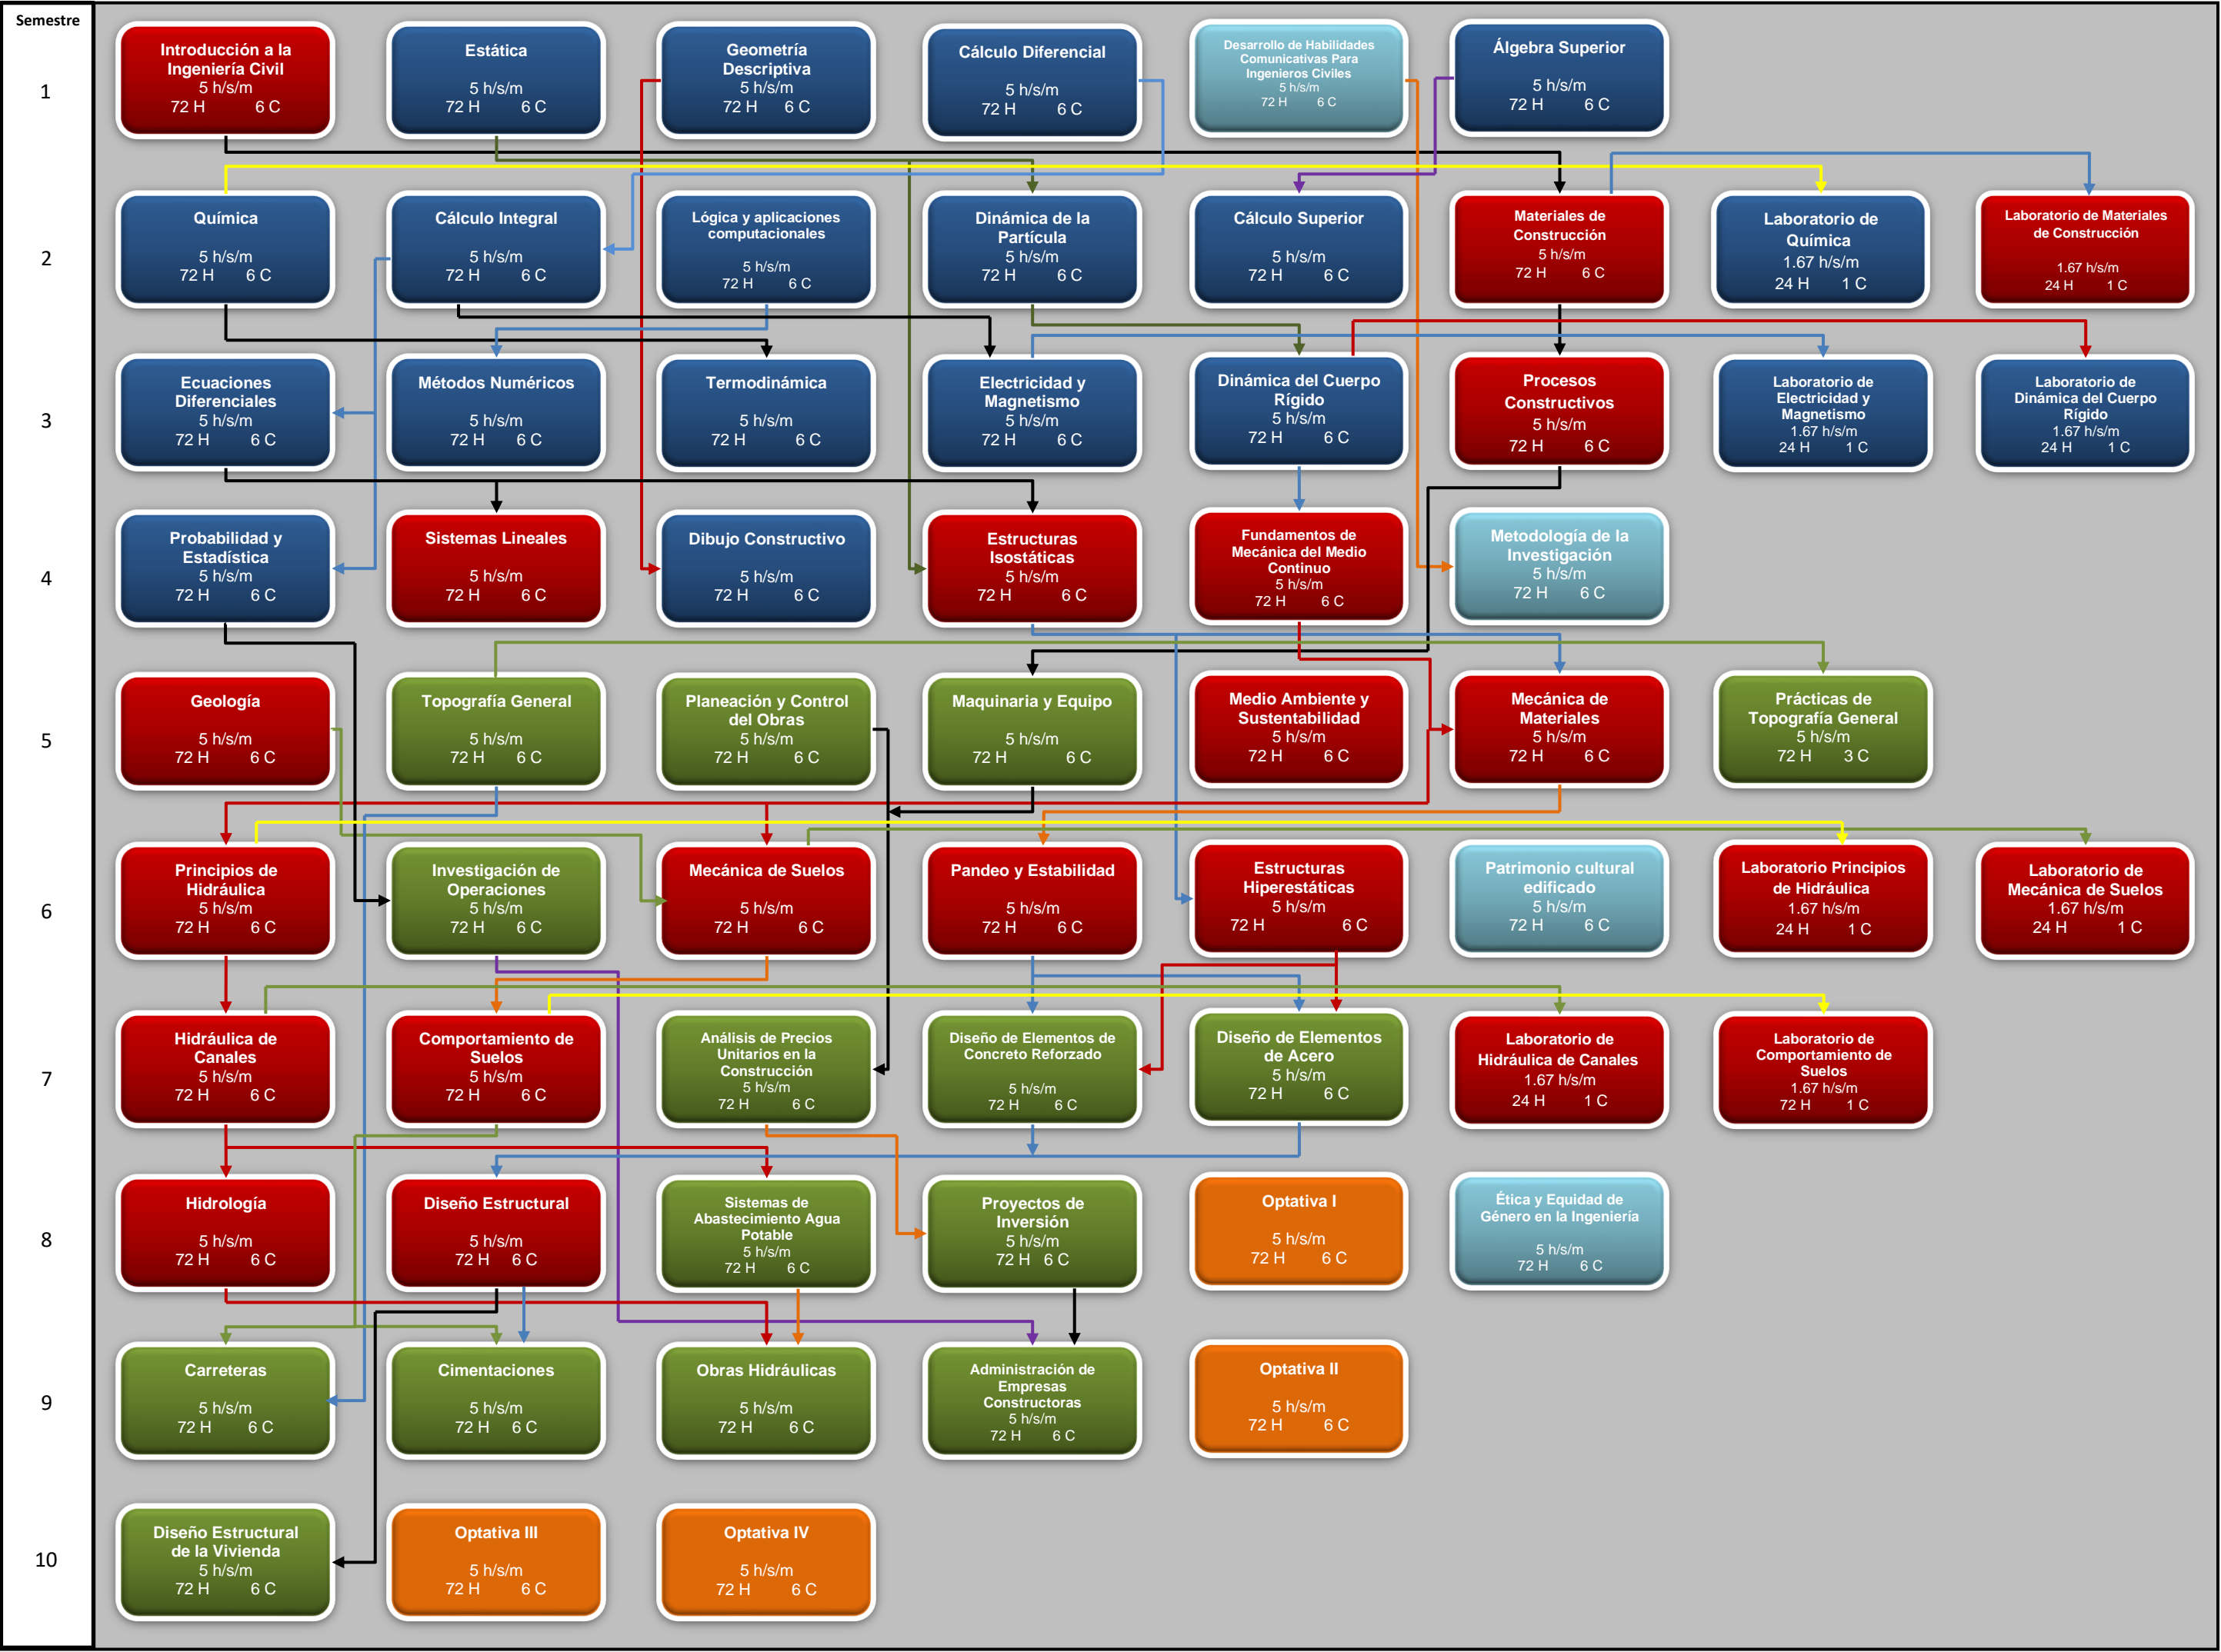 Semestre
1
Introducción a la
Ingeniería Civil
5 h/s/m
72 H 6 C
Estática
5 h/s/m
72 H 6 C
Geometría
Descriptiva
5 h/s/m
72 H 6 C
Cálculo Diferencial
5 h/s/m
72 H 6 C
Desarrollo de Habilidades
Comunicativas Para
Ingenieros Civiles
5 h/s/m
72 H 6 C
Álgebra Superior
5 h/s/m
72 H 6 C
2
Química
5 h/s/m
72 H 6 C
Cálculo Integral
5 h/s/m
72 H 6 C
Lógica y aplicaciones
computacionales
5 h/s/m
72 H 6 C
Dinámica de la
Partícula
5 h/s/m
72 H 6 C
Cálculo Superior
5 h/s/m
72 H 6 C
Materiales de
Construcción
5 h/s/m
72 H 6 C
Laboratorio de
Química
1.67 h/s/m
24 H 1 C
Laboratorio de Materiales
de Construcción
1.67 h/s/m
24 H 1 C
3
Ecuaciones
Diferenciales
5 h/s/m
72 H 6 C
Métodos Numéricos
5 h/s/m
72 H 6 C
Termodinámica
5 h/s/m
72 H 6 C
Electricidad y
Magnetismo
5 h/s/m
72 H 6 C
Dinámica del Cuerpo
Rígido
5 h/s/m
72 H 6 C
Procesos
Constructivos
5 h/s/m
72 H 6 C
Laboratorio de
Electricidad y
Magnetismo
1.67 h/s/m
24 H 1 C
Laboratorio de
Dinámica del Cuerpo
Rígido
1.67 h/s/m
24 H 1 C
4
Probabilidad y
Estadística
5 h/s/m
72 H 6 C
Sistemas Lineales
5 h/s/m
72 H 6 C
Dibujo Constructivo
5 h/s/m
72 H 6 C
Estructuras
Isostáticas
5 h/s/m
72 H 6 C
Fundamentos de
Mecánica del Medio
Continuo
5 h/s/m
72 H 6 C
Metodología de la
Investigación
5 h/s/m
72 H 6 C
5
Geología
5 h/s/m
72 H 6 C
Topografía General
5 h/s/m
72 H 6 C
Planeación y Control
del Obras
5 h/s/m
72 H 6 C
Maquinaria y Equipo
5 h/s/m
72 H 6 C
Medio Ambiente y
Sustentabilidad
5 h/s/m
72 H 6 C
Mecánica de
Materiales
5 h/s/m
72 H 6 C
Prácticas de
Topografía General
5 h/s/m
72 H 3 C
6
Principios de
Hidráulica
5 h/s/m
72 H 6 C
Investigación de
Operaciones
5 h/s/m
72 H 6 C
Mecánica de Suelos
5 h/s/m
72 H 6 C
Pandeo y Estabilidad
5 h/s/m
72 H 6 C
Estructuras
Hiperestáticas
5 h/s/m
72 H 6 C
Patrimonio cultural
edificado
5 h/s/m
72 H 6 C
Laboratorio Principios
de Hidráulica
1.67 h/s/m
24 H 1 C
Laboratorio de
Mecánica de Suelos
1.67 h/s/m
24 H 1 C
7
Hidráulica de
Canales
5 h/s/m
72 H 6 C
Comportamiento de
Suelos
5 h/s/m
72 H 6 C
Análisis de Precios
Unitarios en la
Construcción
5 h/s/m
72 H 6 C
Diseño de Elementos de
Concreto Reforzado
5 h/s/m
72 H 6 C
Diseño de Elementos
de Acero
5 h/s/m
72 H 6 C
Laboratorio de
Hidráulica de Canales
1.67 h/s/m
24 H 1 C
Laboratorio de
Comportamiento de
Suelos
1.67 h/s/m
72 H 1 C
8
Hidrología
5 h/s/m
72 H 6 C
Diseño Estructural
5 h/s/m
72 H 6 C
Sistemas de
Abastecimiento Agua
Potable
5 h/s/m
72 H 6 C
Proyectos de
Inversión
5 h/s/m
72 H 6 C
Optativa I
5 h/s/m
72 H 6 C
Ética y Equidad de
Género en la Ingeniería
5 h/s/m
72 H 6 C
9
Carreteras
5 h/s/m
72 H 6 C
Cimentaciones
5 h/s/m
72 H 6 C
Obras Hidráulicas
5 h/s/m
72 H 6 C
Administración de
Empresas
Constructoras
5 h/s/m
72 H 6 C
Optativa II
5 h/s/m
72 H 6 C
10
Diseño Estructural
de la Vivienda
5 h/s/m
72 H 6 C
Optativa III
5 h/s/m
72 H 6 C
Optativa IV
5 h/s/m
72 H 6 C